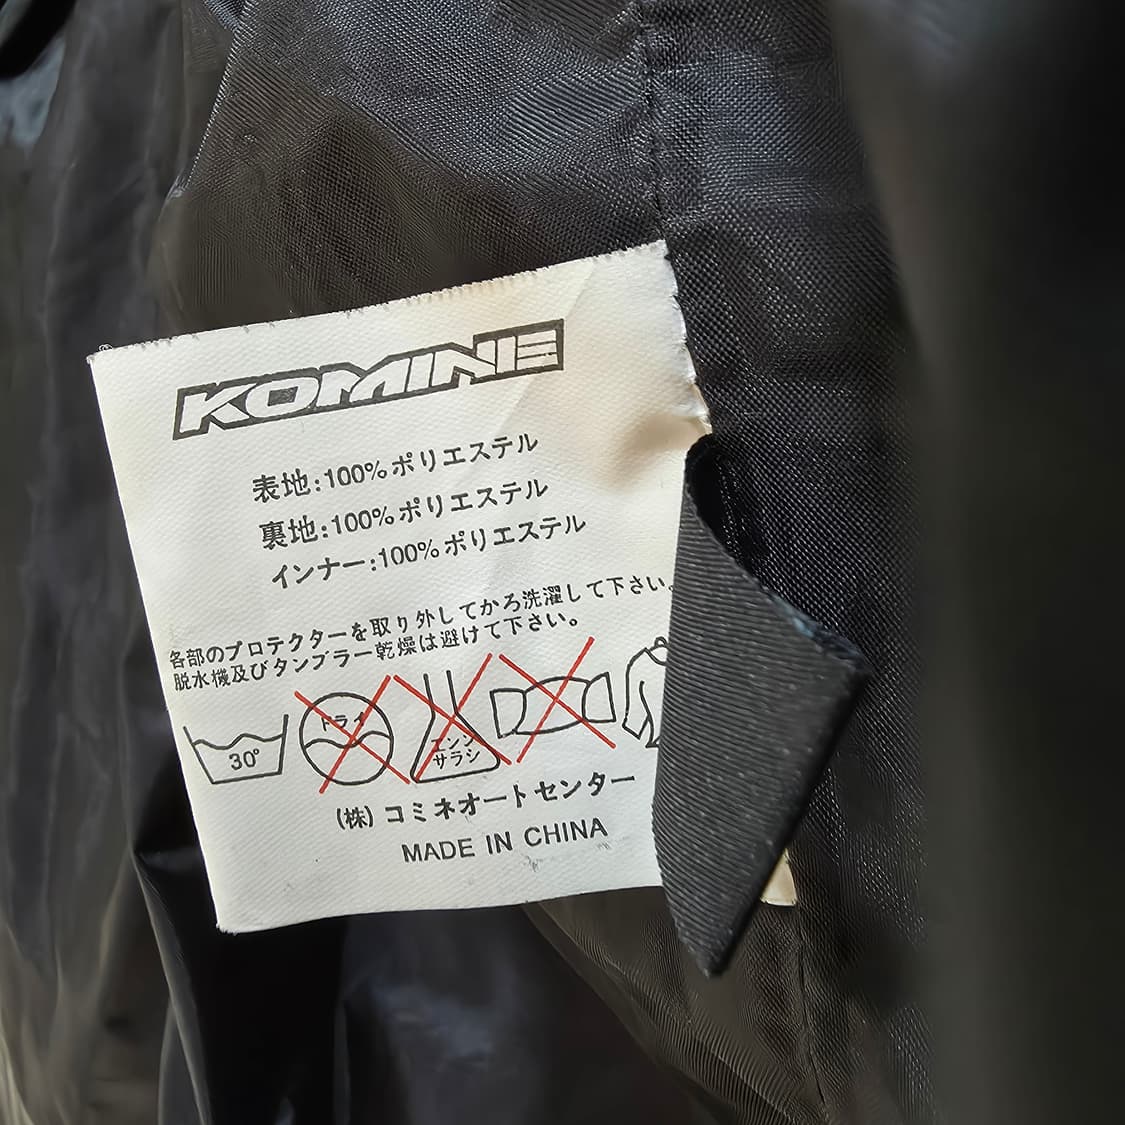 KOMINE
表地:100%ポリエステル
裏地:100%ポリエステル
インナー:100%ポリエステル
各部のプロテクターを取り外してから洗濯して下さい。
脱水機及びタンブラー乾燥は避けて下さい。
30°
ドライ
エンソ
サラシ
(株)コミネオートセンター
MADE IN CHINA